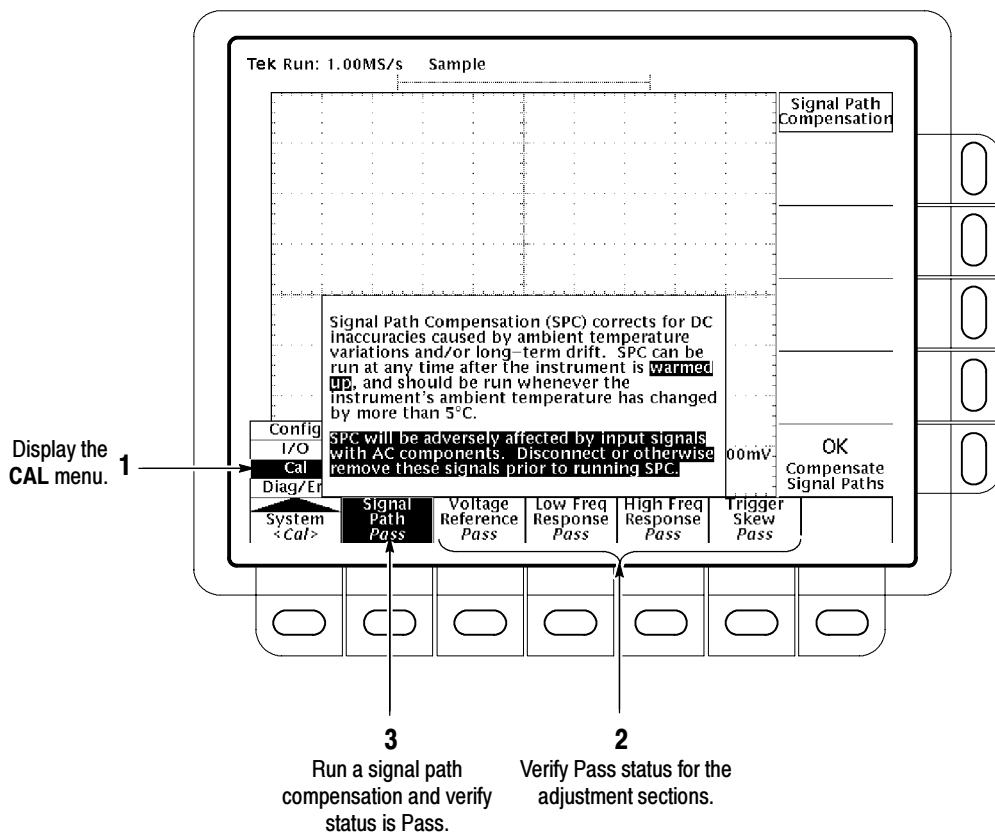 Tek Run: 1.00MS/s Sample
Signal Path
Compensation
Signal Path Compensation (SPC) corrects for DC
inaccuracies caused by ambient temperature
variations and/or long-term drift. SPC can be
run at any time after the instrument is warmed
up, and should be run whenever the
instrument's ambient temperature has changed
by more than 5°C.
SPC will be adversely affected by input signals
with AC components. Disconnect or otherwise
remove these signals prior to running SPC.
00mV
OK
Compensate
Signal Paths
Config
I/O
Cal
Diag/Er
System
<Cal>
Signal
Path
Pass
Voltage
Reference
Pass
Low Freq
Response
Pass
High Freq
Response
Pass
Trigger
Skew
Pass
Display the
CAL menu.
1
3
Run a signal path
compensation and verify
status is Pass.
2
Verify Pass status for the
adjustment sections.